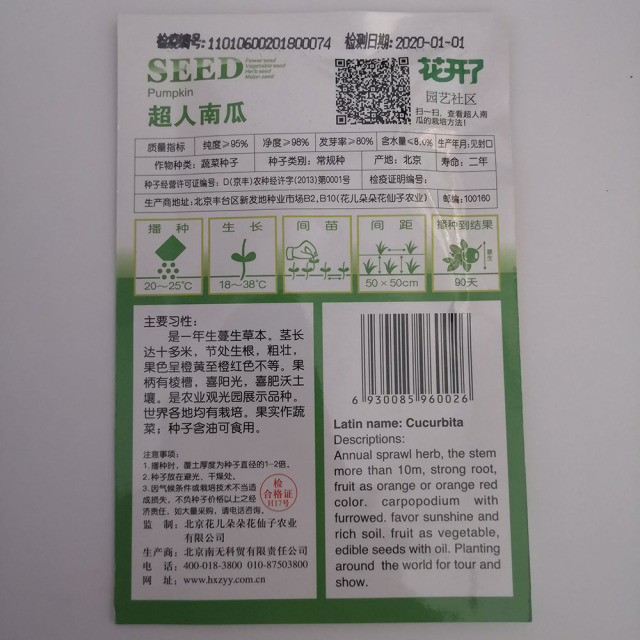 检疫编号:11010600201800074 检测日期:2020-01-01
SEED
Flower seed
Vegetable seed
Herb seed
Melon seed
Pumpkin
超人南瓜
花开了
园艺社区
扫一扫，查看超人南
瓜的栽培方法！
质量指标 纯度≥95% 净度≥98% 发芽率≥80% 含水量≤8.0% 生产年月:见封口
作物种类: 蔬菜种子 种子类别: 常规种 产地: 北京 寿命: 二年
种子经营许可证编号: D(京丰)农种经许字(2013)第0001号 检疫证明编号:
生产商地址:北京丰台区新发地种业市场B2,B10(花儿朵朵花仙子农业) 邮编:100160
播种 生长 间苗 间距 播种到结果
20～25℃ 18～38℃ 50×50cm 90天
主要习性:
是一年生蔓生草本。茎长
达十多米，节处生根，粗壮，
果色呈橙黄至橙红色不等。果
柄有棱槽，喜阳光，喜肥沃土
壤。是农业观光园展示品种。
世界各地均有栽培。果实作蔬
菜；种子含油可食用。
注意事项:
1.播种时，覆土厚度为种子直径的1-2倍。
2.种子放在避光、干燥处。
3.因气候条件或栽培技术不当造
成损失，不负种子价格以上之经
济责任，如大量采购，请电话咨询。
检
合格证
H17号
监 制: 北京花儿朵朵花仙子农业
有限公司
生产商: 北京南无科贸有限责任公司
电 话: 400-018-3800 010-87503800
网 址: www.hxzyy.com.cn
6 930085 960026
Latin name: Cucurbita
Descriptions:
Annual sprawl herb, the stem
more than 10m, strong root,
fruit as orange or orange red
color. carpopodium with
furrowed. favor sunshine and
rich soil. fruit as vegetable,
edible seeds with oil. Planting
around the world for tour and
show.